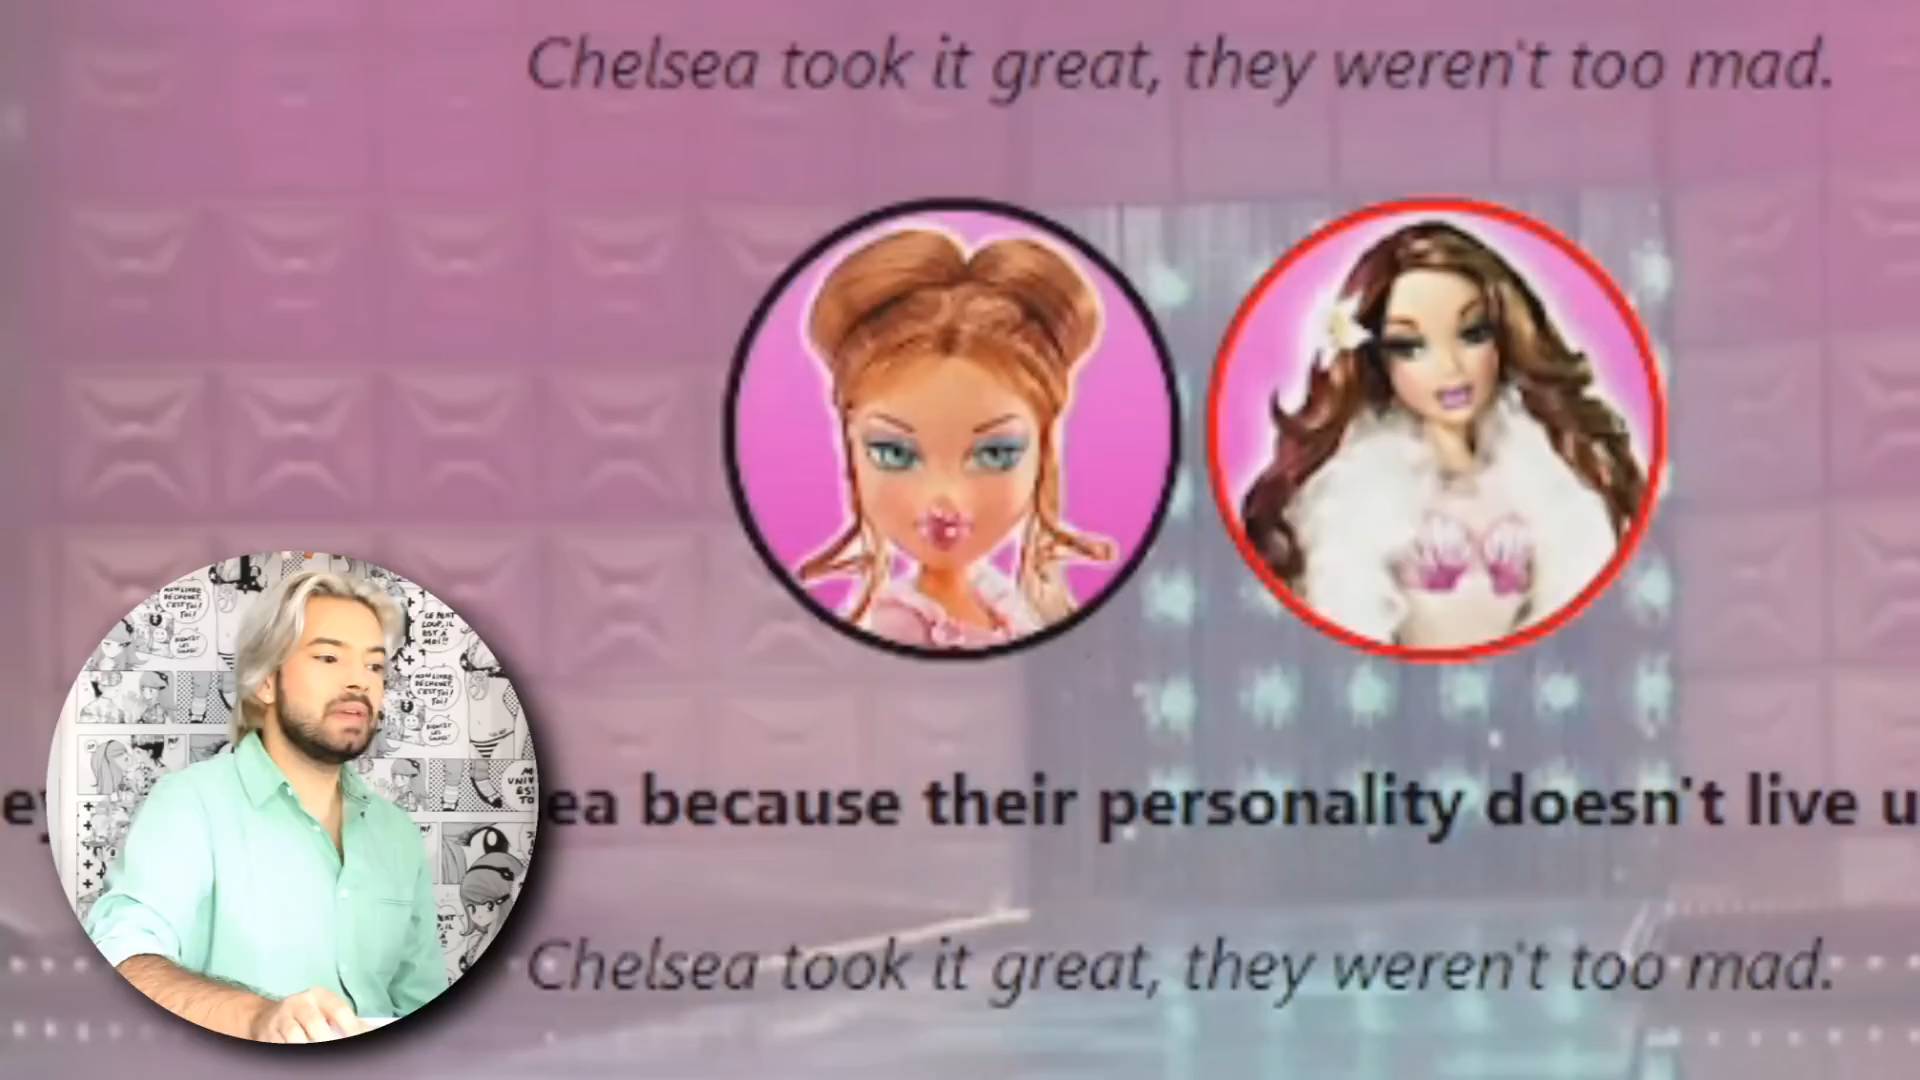 Chelsea took it great, they weren't too mad.
ea because their personality doesn't live u
Chelsea took it great, they weren't too mad.